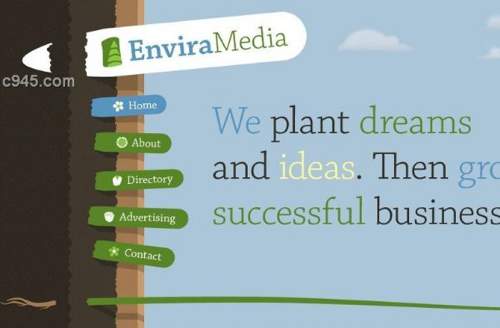 EnviraMedia
c945.com
Home
About
Directory
Advertising
Contact
We plant dreams
and ideas. Then gro
successful business